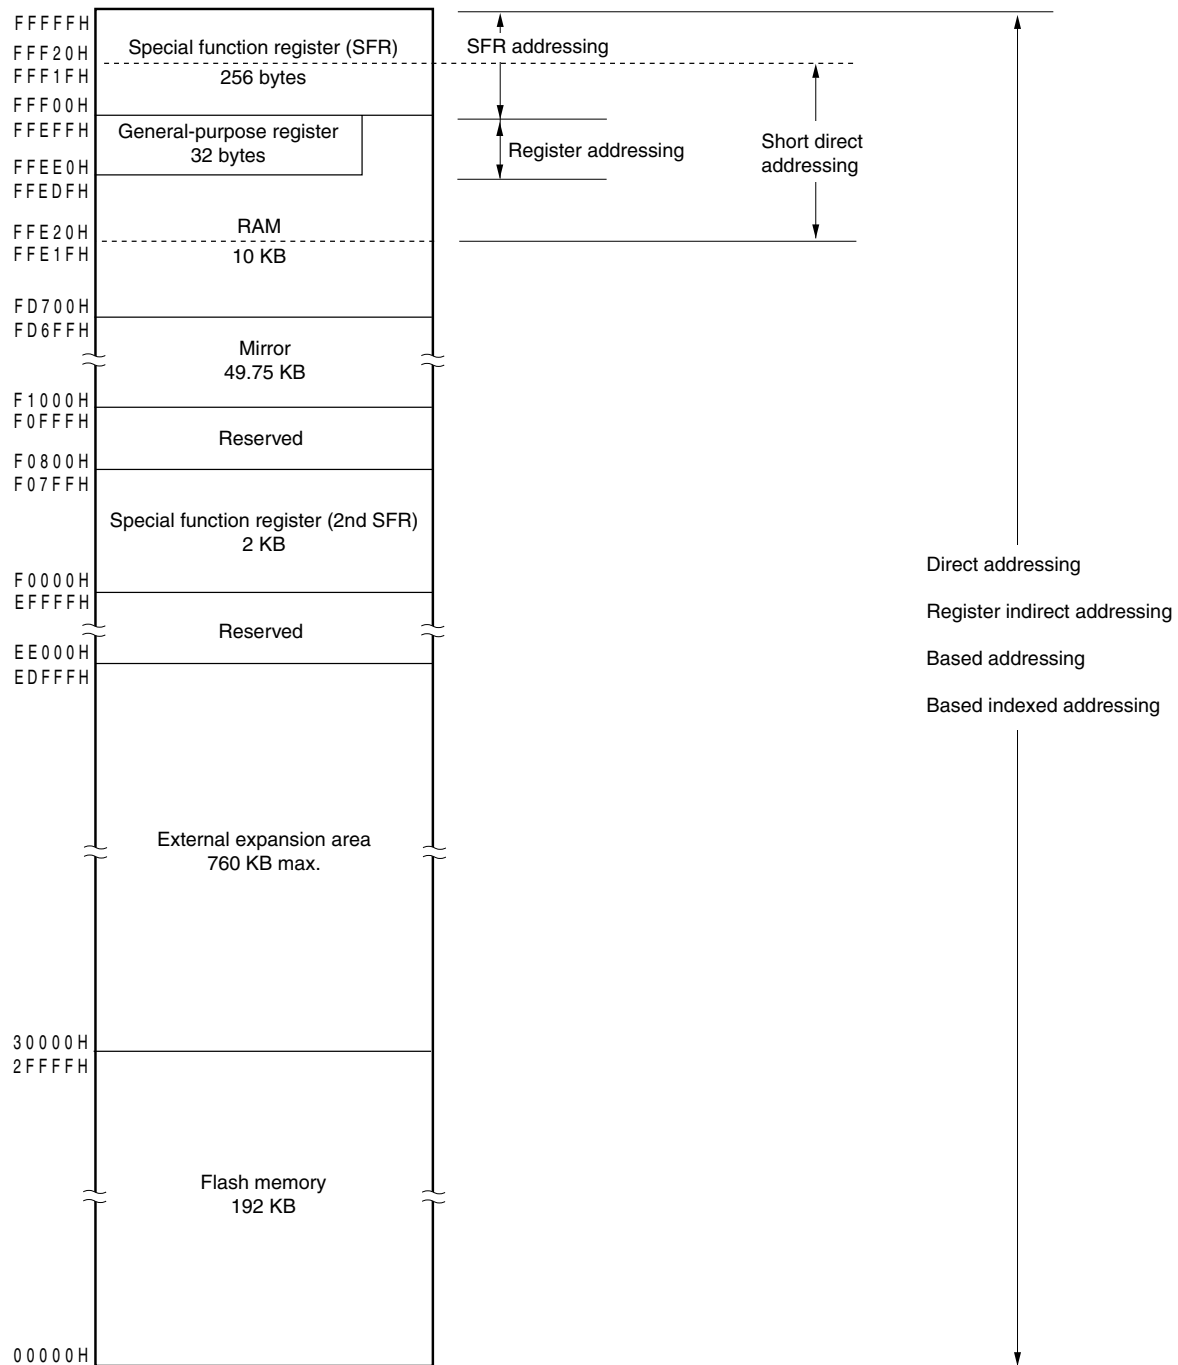 FFFFFH
FFF20H
FFF1FH
FFF00H
FFEFFH
FFEE0H
FFEDFH
FFE20H
FFE1FH
FD700H
FD6FFH
F1000H
F0FFFH
F0800H
F07FFH
F0000H
EFFFFH
EE000H
EDFFFH
30000H
2FFFFH
00000H
Special function register (SFR)
256 bytes
General-purpose register
32 bytes
RAM
10 KB
Mirror
49.75 KB
Reserved
Special function register (2nd SFR)
2 KB
Reserved
External expansion area
760 KB max.
Flash memory
192 KB
SFR addressing
Register addressing
Short direct
addressing
Direct addressing
Register indirect addressing
Based addressing
Based indexed addressing